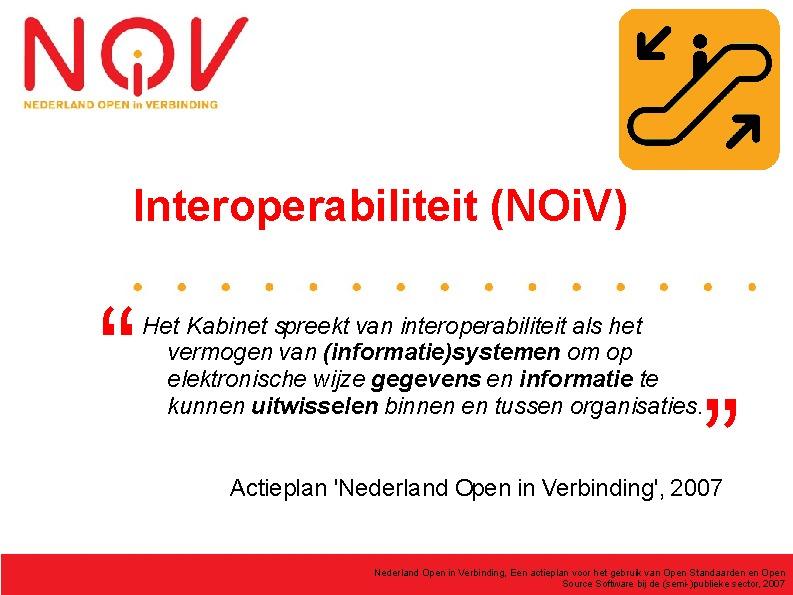 NOiV
NEDERLAND OPEN in VERBINDING
Interoperabiliteit (NOiV)
“Het Kabinet spreekt van interoperabiliteit als het
vermogen van (informatie)systemen om op
elektronische wijze gegevens en informatie te
kunnen uitwisselen binnen en tussen organisaties.”
Actieplan 'Nederland Open in Verbinding', 2007
Nederland Open in Verbinding, Een actieplan voor het gebruik van Open Standaarden en Open
Source Software bij de (semi-)publieke sector, 2007